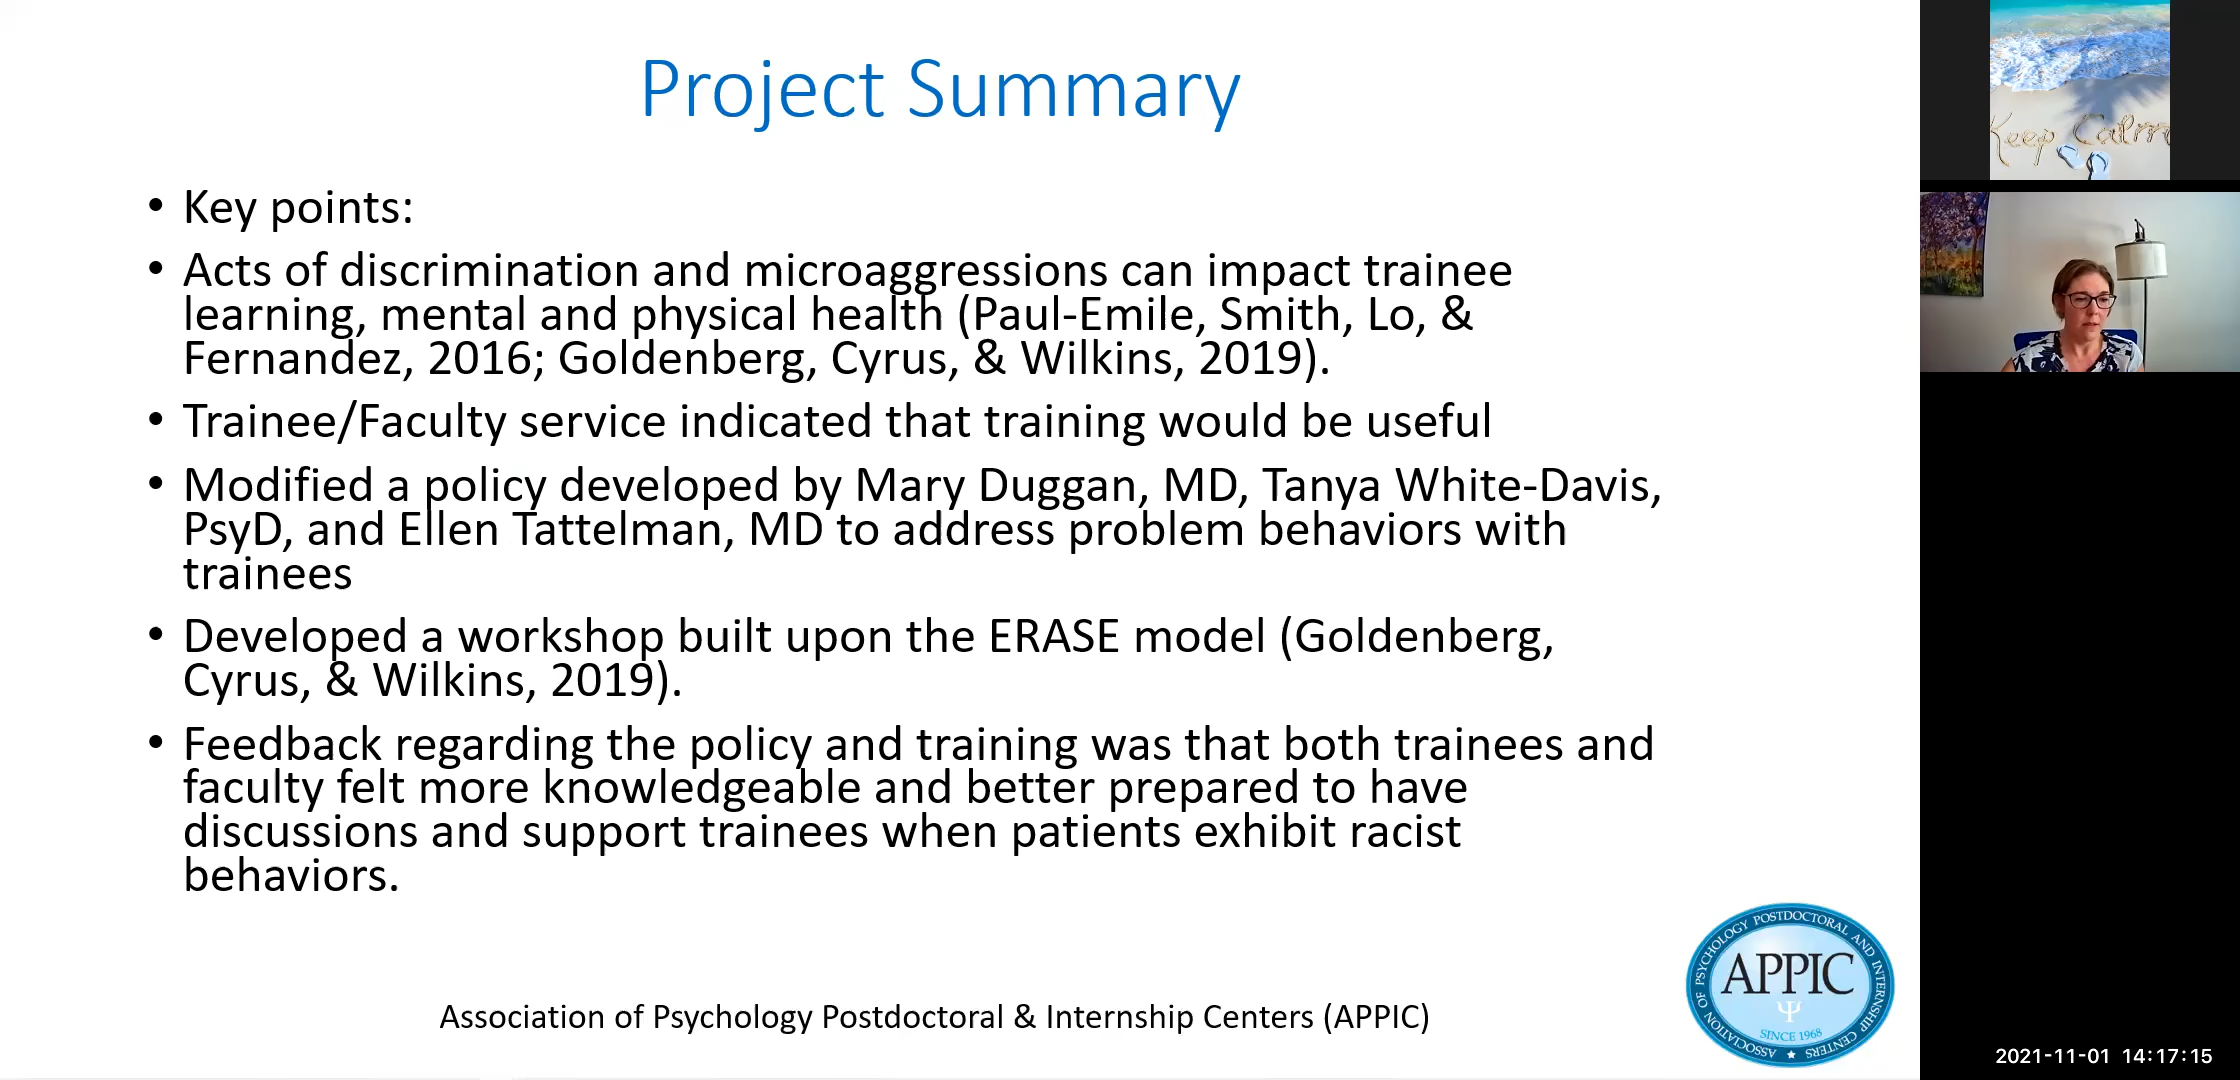 Project Summary
• Key points:
• Acts of discrimination and microaggressions can impact trainee
learning, mental and physical health (Paul-Emile, Smith, Lo, &
Fernandez, 2016; Goldenberg, Cyrus, & Wilkins, 2019).
• Trainee/Faculty service indicated that training would be useful
• Modified a policy developed by Mary Duggan, MD, Tanya White-Davis,
PsyD, and Ellen Tattelman, MD to address problem behaviors with
trainees
• Developed a workshop built upon the ERASE model (Goldenberg,
Cyrus, & Wilkins, 2019).
• Feedback regarding the policy and training was that both trainees and
faculty felt more knowledgeable and better prepared to have
discussions and support trainees when patients exhibit racist
behaviors.
Association of Psychology Postdoctoral & Internship Centers (APPIC)
ASSOCIATION OF PSYCHOLOGY POSTDOCTORAL AND INTERNSHIP CENTERS ★
APPIC
Ψ
SINCE 1968
Keep Calm
2021-11-01 14:17:15